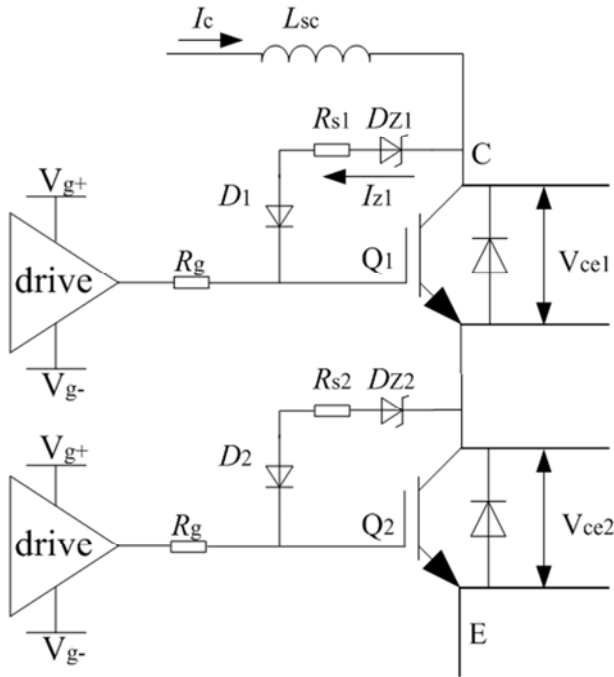 Ic Lsc
Rs1 DZ1
C
Vg+
D1
Iz1
drive
Rg
Q1
Vce1
Vg-
Rs2 DZ2
Vg+
D2
drive
Rg
Q2
Vce2
Vg-
E